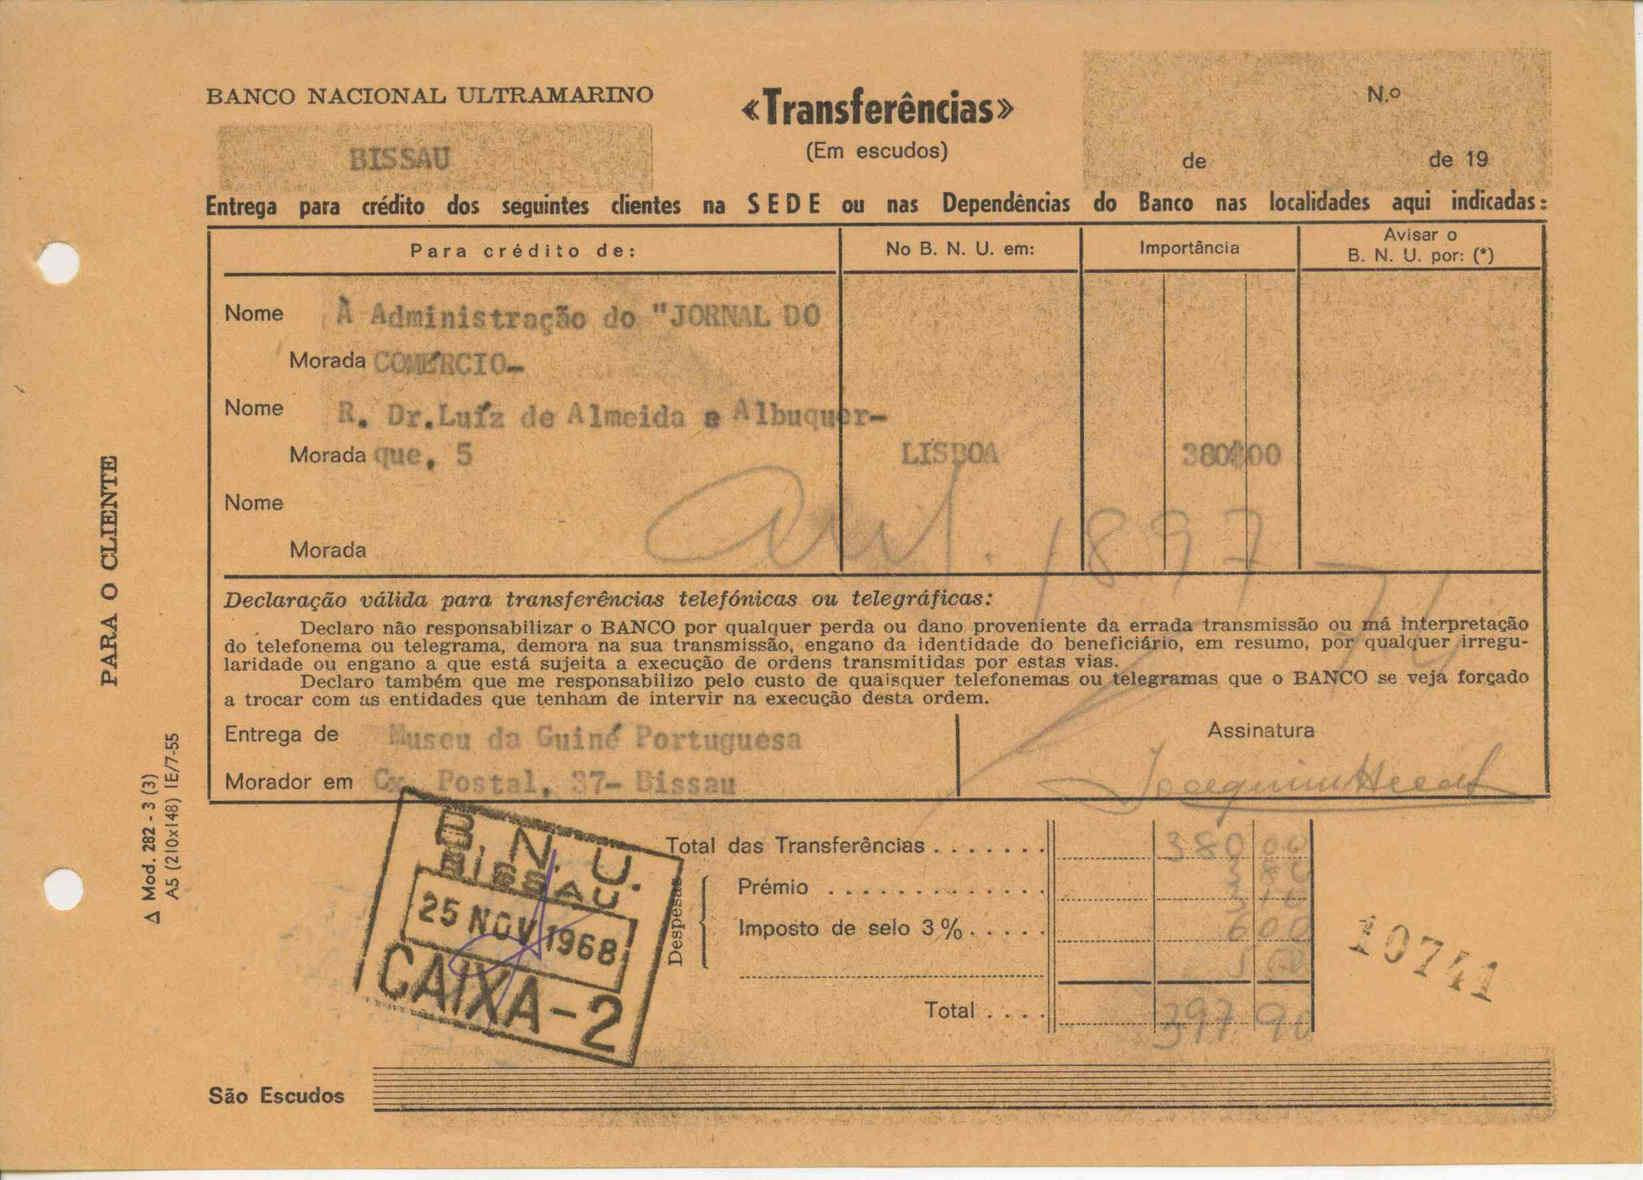 BANCO NACIONAL ULTRAMARINO
BISSAU
«Transferências»
(Em escudos)
N.º
de de 19
Entrega para crédito dos seguintes clientes na SEDE ou nas Dependências do Banco nas localidades aqui indicadas:
Para crédito de: No B. N. U. em: Importância Avisar o B. N. U. por: (*)
Nome À Administração do "JORNAL DO
Morada COMÉRCIO-
Nome R. Dr.Luíz de Almeida e Albuquer-
Morada que, 5 LISBOA 380$00
Nome
Morada
1897
Declaração válida para transferências telefónicas ou telegráficas:
Declaro não responsabilizar o BANCO por qualquer perda ou dano proveniente da errada transmissão ou má interpretação
do telefonema ou telegrama, demora na sua transmissão, engano da identidade do beneficiário, em resumo, por qualquer irregu-
laridade ou engano a que está sujeita a execução de ordens transmitidas por estas vias.
Declaro também que me responsabilizo pelo custo de quaisquer telefonemas ou telegramas que o BANCO se veja forçado
a trocar com as entidades que tenham de intervir na execução desta ordem.
Entrega de Museu da Guiné Portuguesa
Assinatura
Morador em Cx. Postal, 37- Bissau
Joaquim
Total das Transferências . . . . . . . 380 00
Despesas
Prémio . . . . . . . . . . . . .
Imposto de selo 3 % . . . . . 6 00
Total . . . . 397 90
B. N. U.
BISSAU
25 NOV 1968
CAIXA-2
10741
São Escudos
PARA O CLIENTE
Δ Mod. 282 - 3 (3)
A5 (210x148) IE/7-55